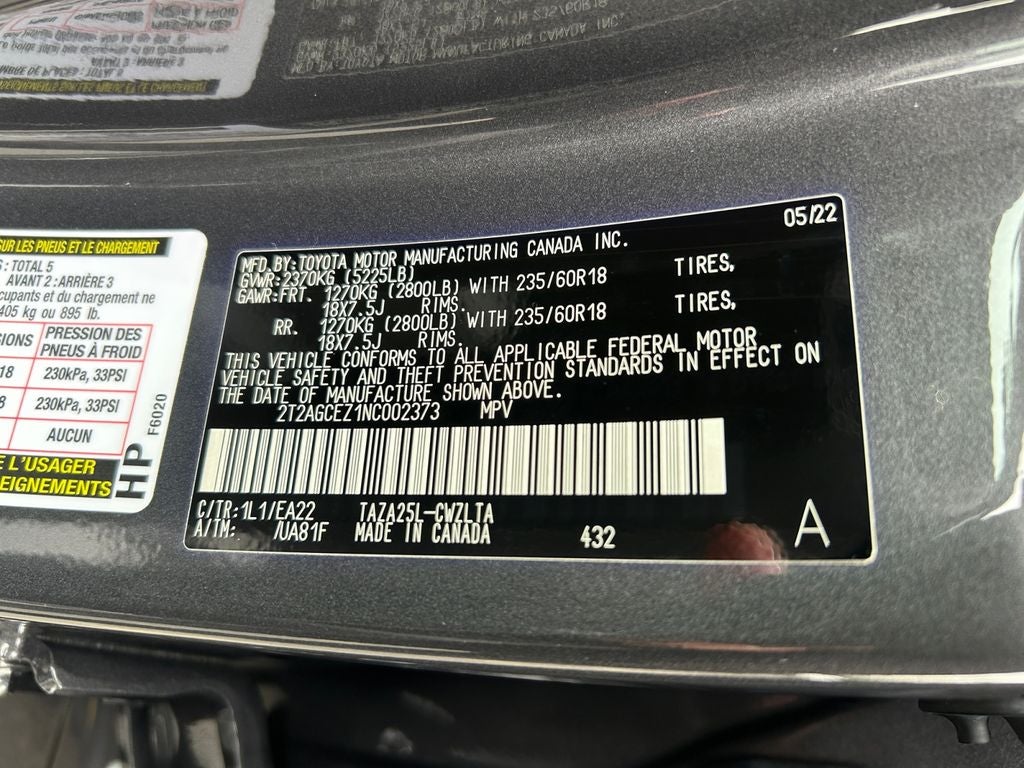 SUR LES PNEUS ET LE CHARGEMENT
: TOTAL 5
AVANT 2 : ARRIÈRE 3
cupants et du chargement ne
405 kg ou 895 lb.
PRESSION DES
PNEUS À FROID
230kPa, 33PSI
230kPa, 33PSI
AUCUN
E L'USAGER
EIGNEMENTS
HP
F6020
05/22
MFD.BY:TOYOTA MOTOR MANUFACTURING CANADA INC.
GVWR:2370KG (5225LB)
GAWR:FRT. 1270KG (2800LB) WITH 235/60R18 TIRES,
18X7.5J RIMS.
RR. 1270KG (2800LB) WITH 235/60R18 TIRES,
18X7.5J RIMS.
THIS VEHICLE CONFORMS TO ALL APPLICABLE FEDERAL MOTOR
VEHICLE SAFETY AND THEFT PREVENTION STANDARDS IN EFFECT ON
THE DATE OF MANUFACTURE SHOWN ABOVE.
2T2AGCEZ1NC002373 MPV
C/TR:1L1/EA22 TAZA25L-CWZLTA
A/TM: /UA81F MADE IN CANADA
432
A